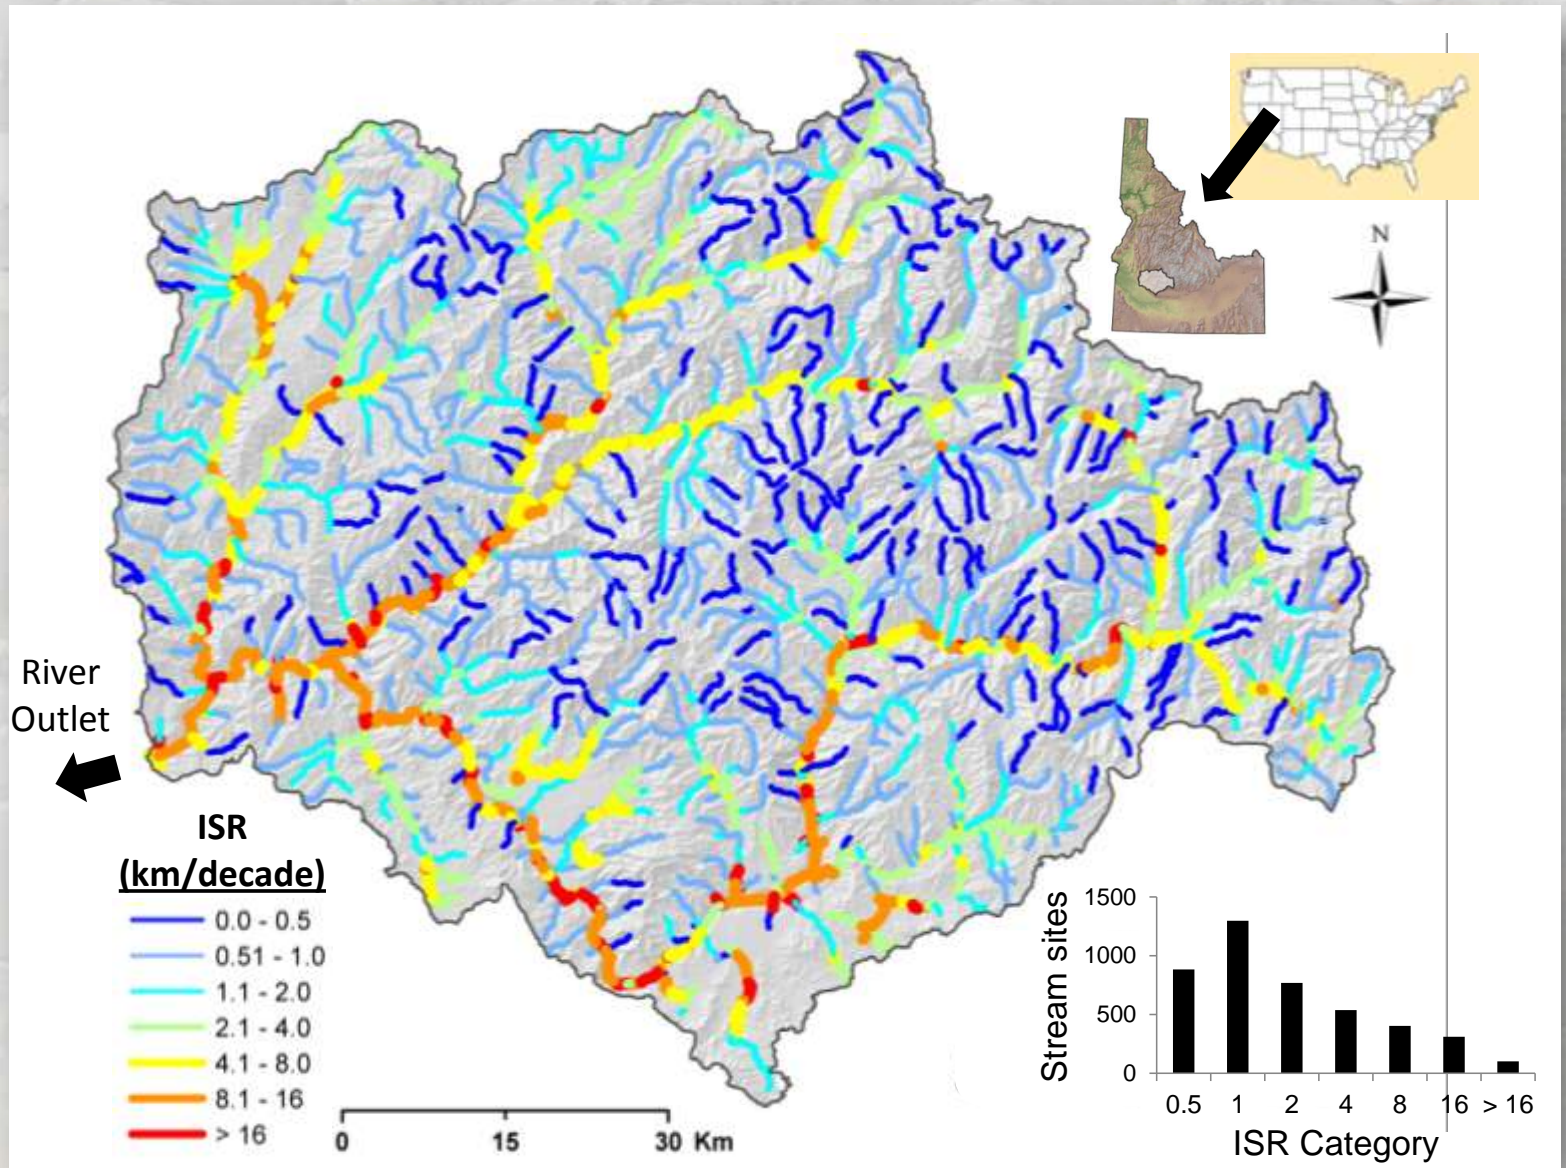 N
River
Outlet
ISR
(km/decade)
0.0 - 0.5
0.51 - 1.0
1.1 - 2.0
2.1 - 4.0
4.1 - 8.0
8.1 - 16
> 16
0 15 30 Km
Stream sites
1500
1000
500
0
0.5 1 2 4 8 16 > 16
ISR Category